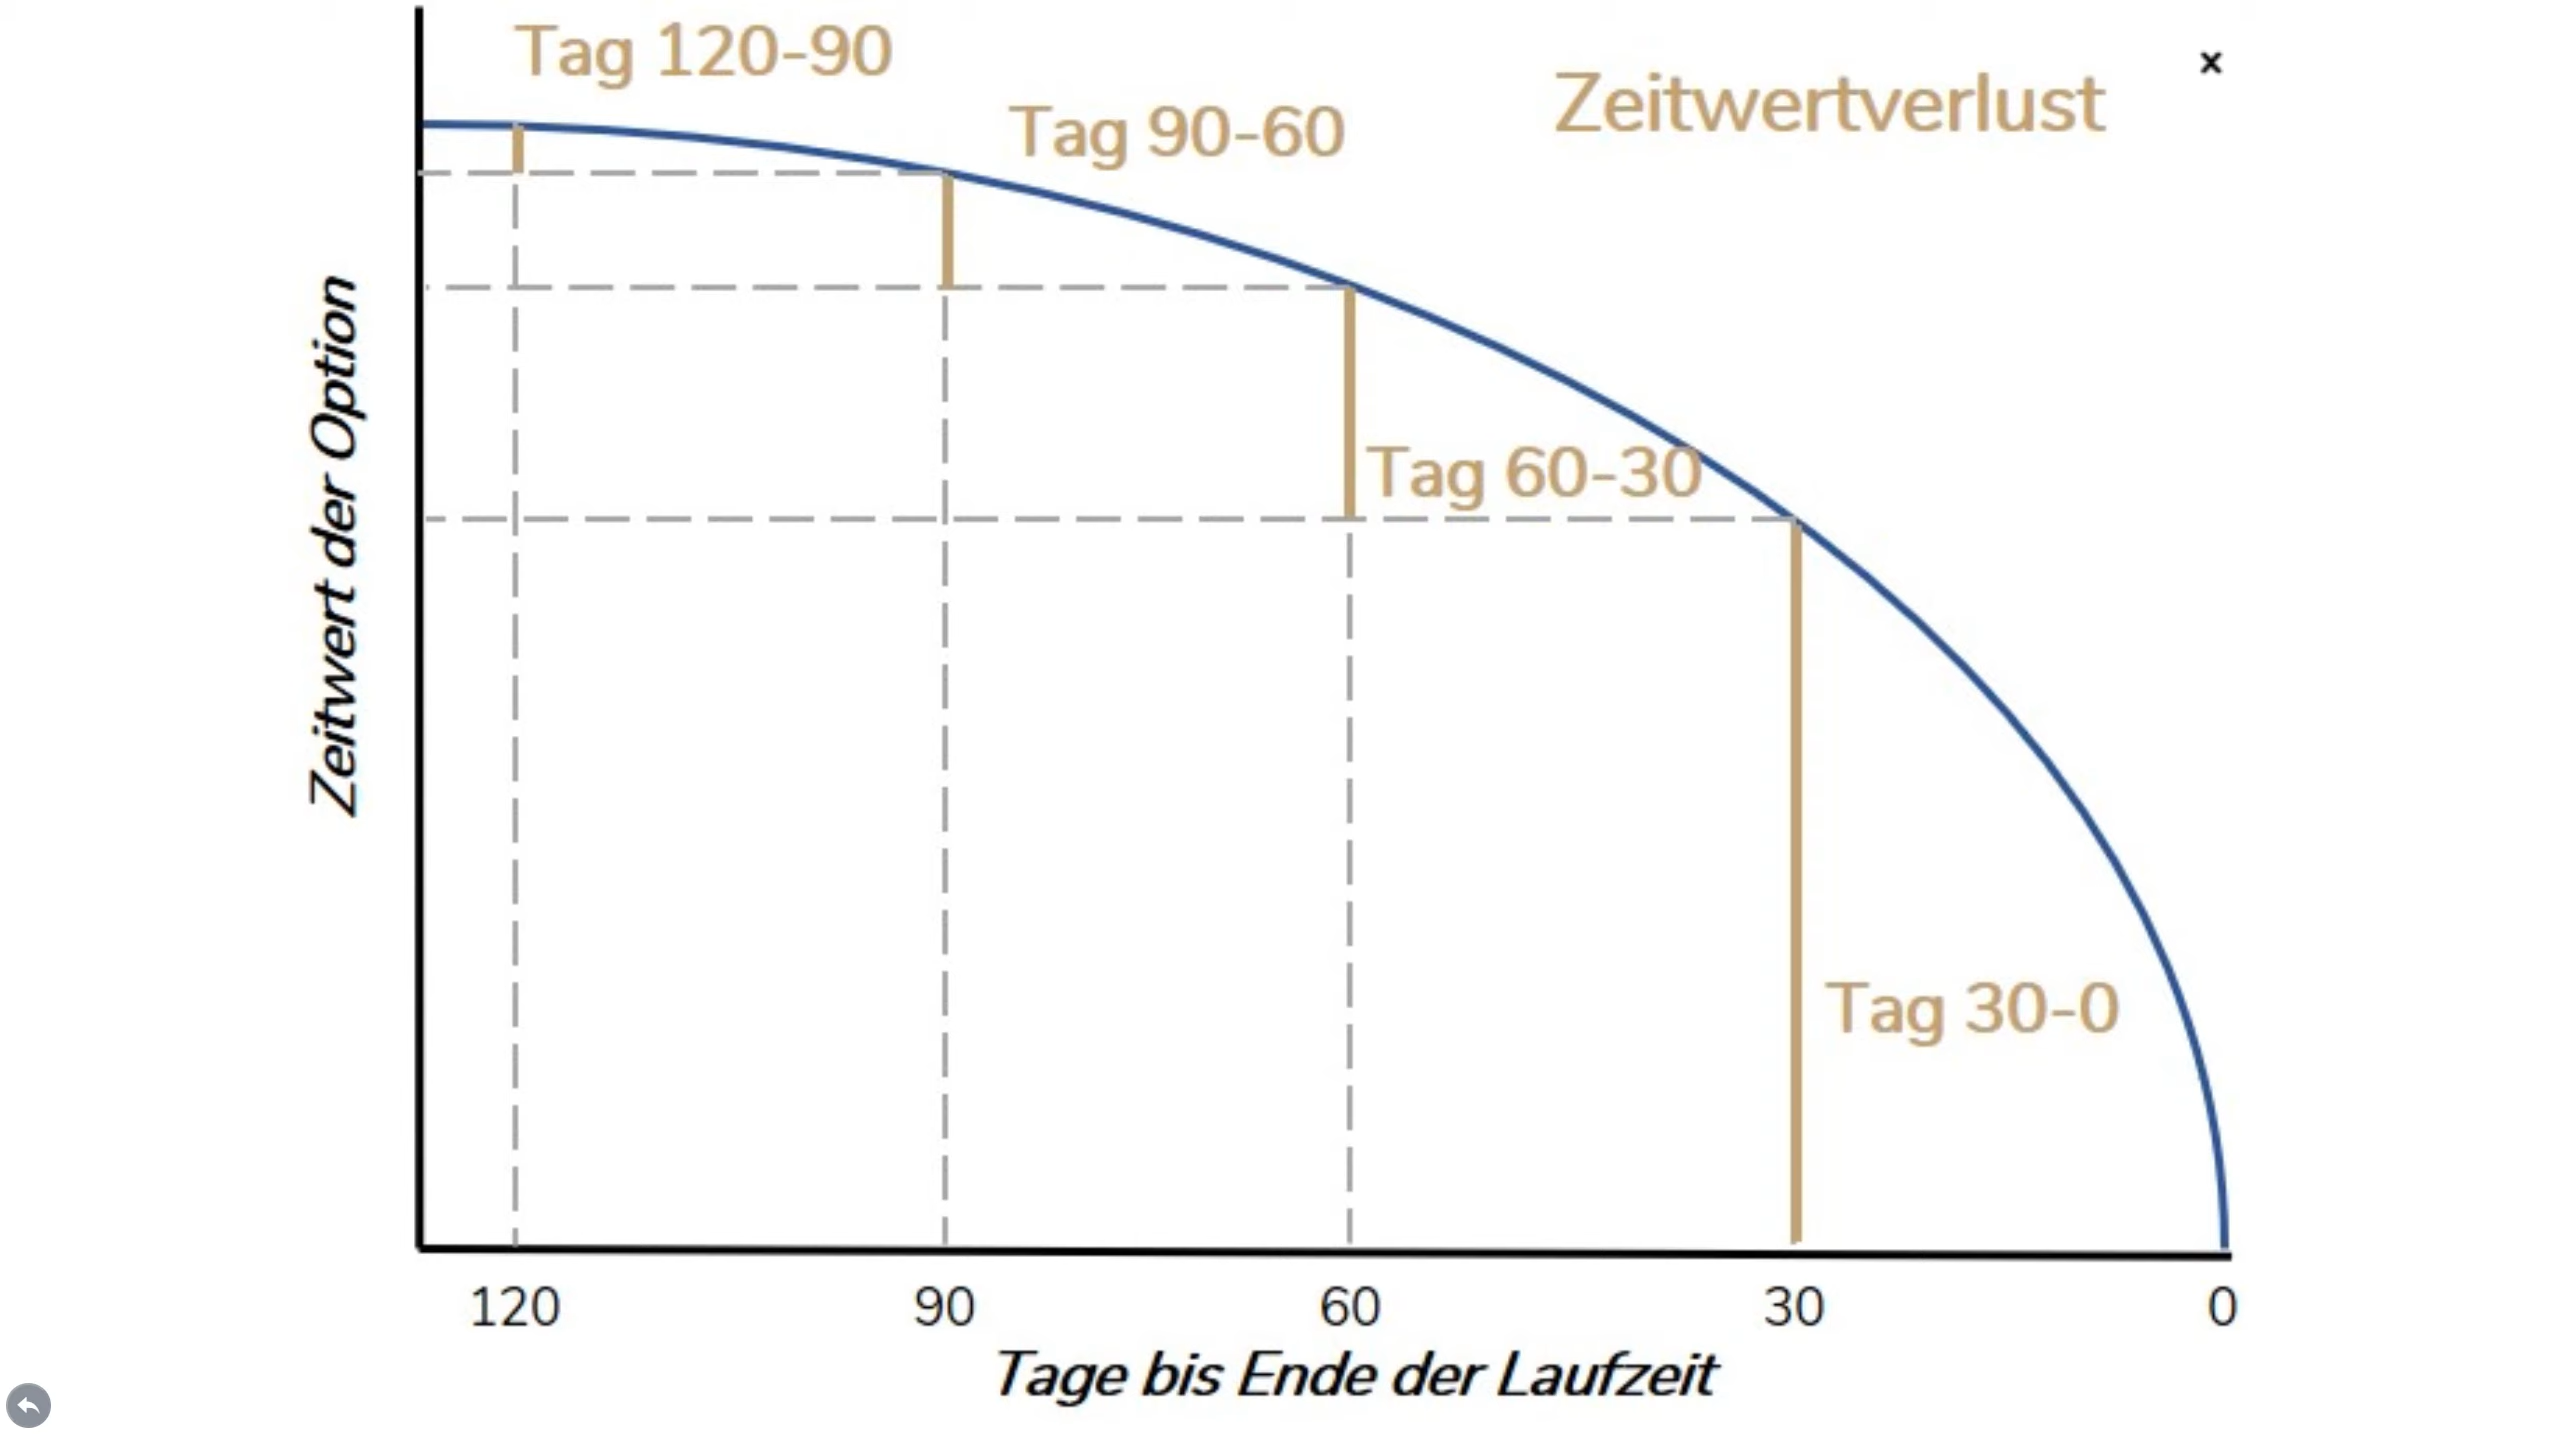 Tag 120-90
Zeitwertverlust
x
Tag 90-60
Tag 60-30
Tag 30-0
Zeitwert der Option
120
90
60
30
0
Tage bis Ende der Laufzeit